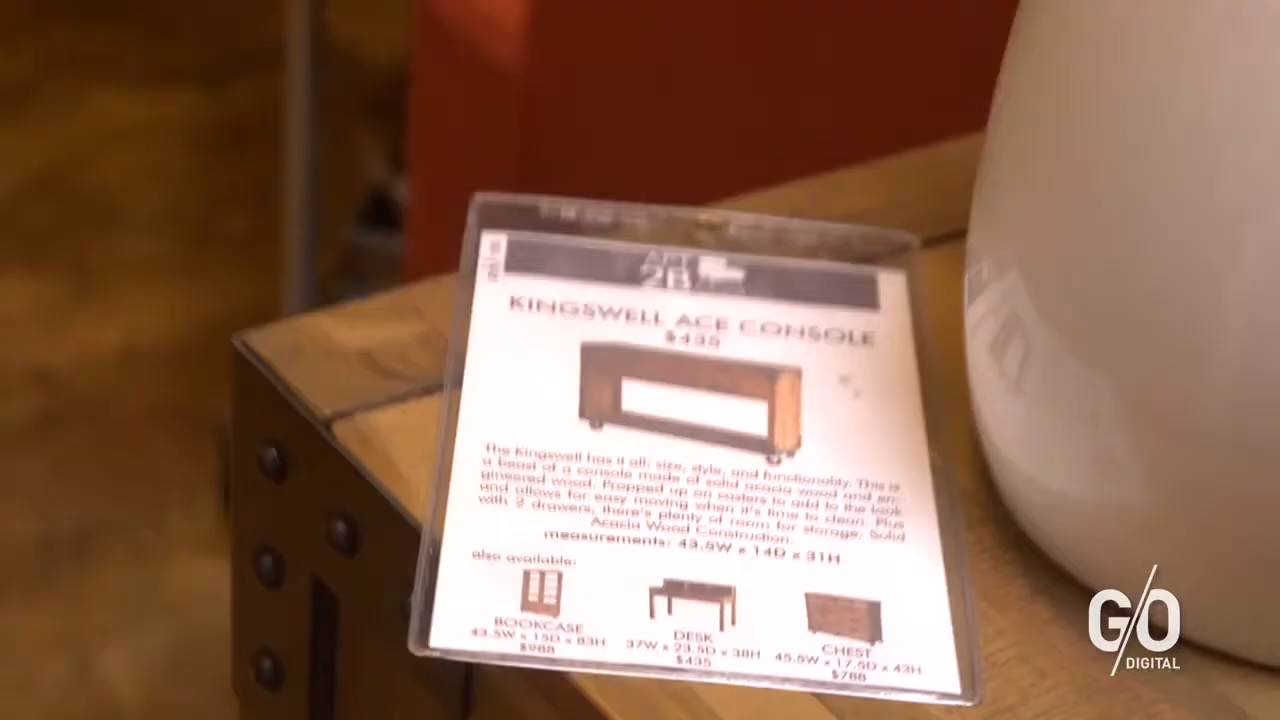 APT
2B
KINGSWELL ACE CONSOLE
$435
The Kingswell has it all: size, style, and functionality. This is
a beast of a console made of solid acacia wood and en-
gineered wood. Propped up on casters to add to the look
and allows for easy moving when it's time to clean. Plus
with 2 drawers, there's plenty of room for storage. Solid
Acacia Wood Construction.
measurements: 43.5W x 14D x 31H
also available:
BOOKCASE
43.5W x 15D x 83H
$988
DESK
37W x 23.5D x 38H
$435
CHEST
45.5W x 17.5D x 43H
$788
G/O
DIGITAL